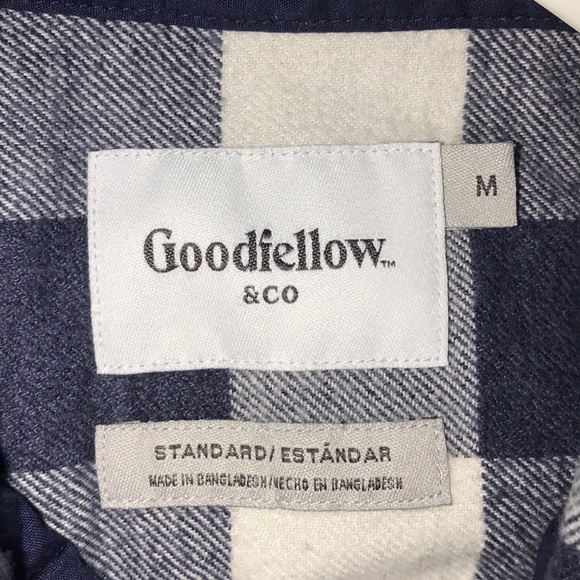 Goodfellow™
&CO
M
STANDARD/ESTÁNDAR
MADE IN BANGLADESH/HECHO EN BANGLADESH